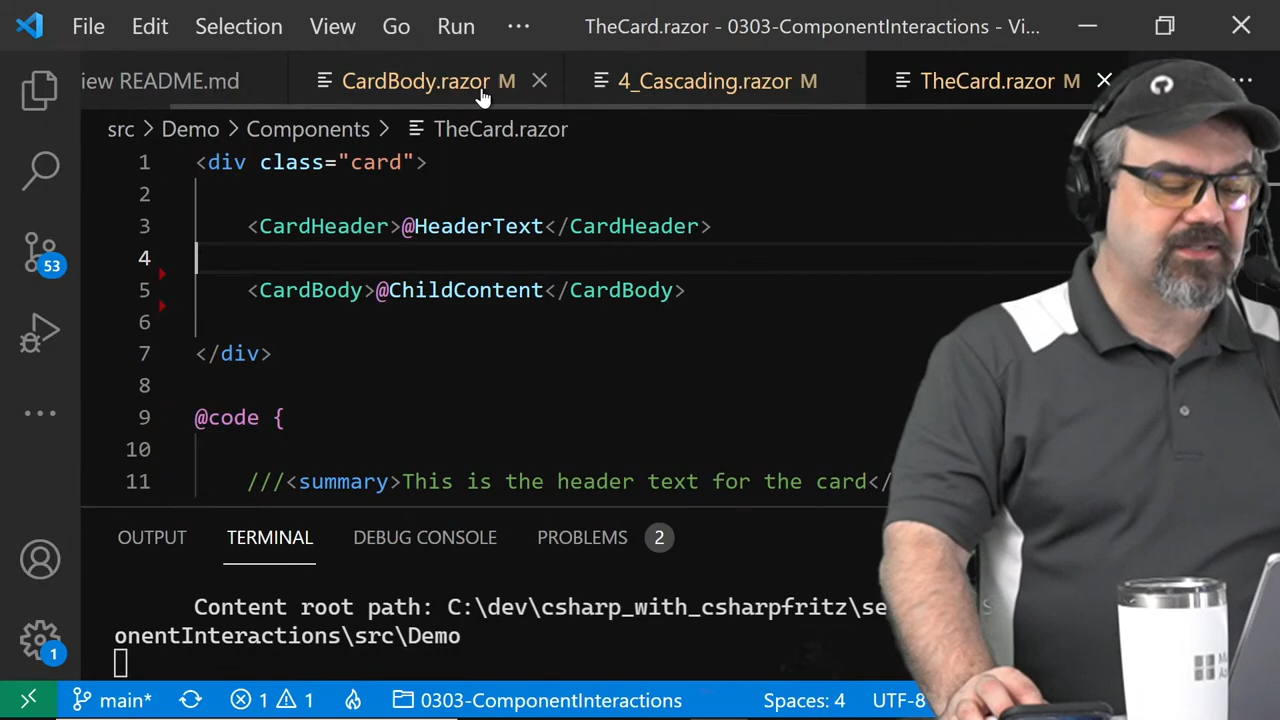 File Edit Selection View Go Run ··· TheCard.razor - 0303-ComponentInteractions - Vi...
iew README.md CardBody.razor M 4_Cascading.razor M TheCard.razor M ...
src > Demo > Components > TheCard.razor
1 <div class="card">
2
3 <CardHeader>@HeaderText</CardHeader>
4
5 <CardBody>@ChildContent</CardBody>
6
7 </div>
8
9 @code {
10
11 ///<summary>This is the header text for the card</
53
OUTPUT TERMINAL DEBUG CONSOLE PROBLEMS 2
Content root path: C:\dev\csharp_with_csharpfritz\se
onentInteractions\src\Demo
1
main* 1 1 0303-ComponentInteractions Spaces: 4 UTF-8